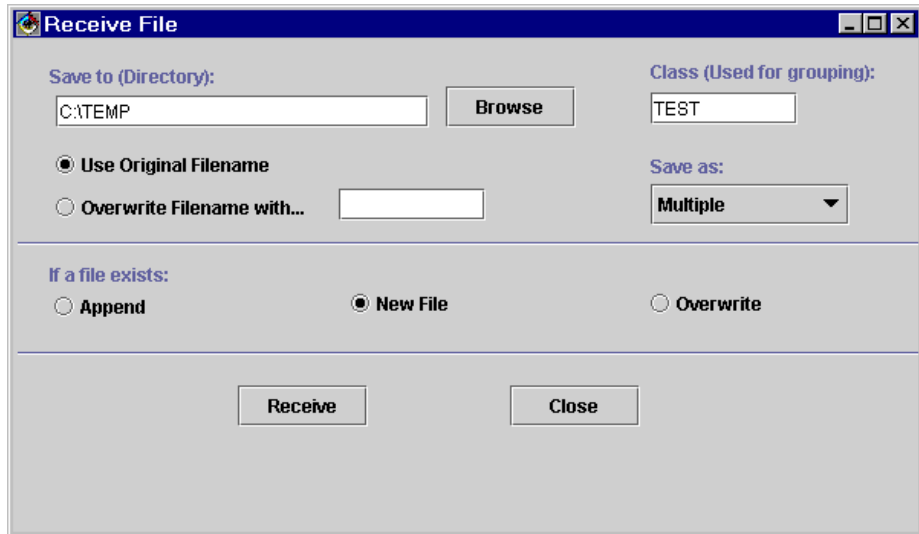 Receive File
Save to (Directory):
Class (Used for grouping):
C:\TEMP
Browse
TEST
Use Original Filename
Save as:
Overwrite Filename with...
Multiple
If a file exists:
Append
New File
Overwrite
Receive
Close